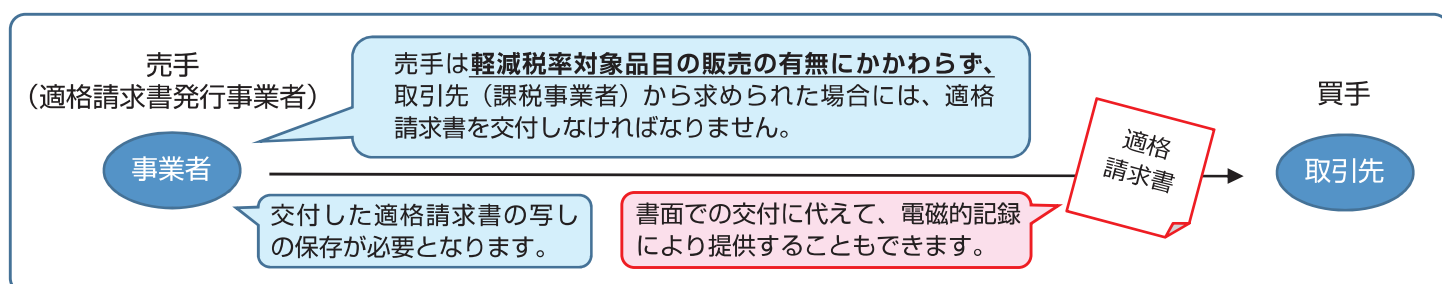 売手
（適格請求書発行事業者）
事業者
売手は軽減税率対象品目の販売の有無にかかわらず、
取引先（課税事業者）から求められた場合には、適格
請求書を交付しなければなりません。
交付した適格請求書の写し
の保存が必要となります。
書面での交付に代えて、電磁的記録
により提供することもできます。
適格
請求書
買手
取引先